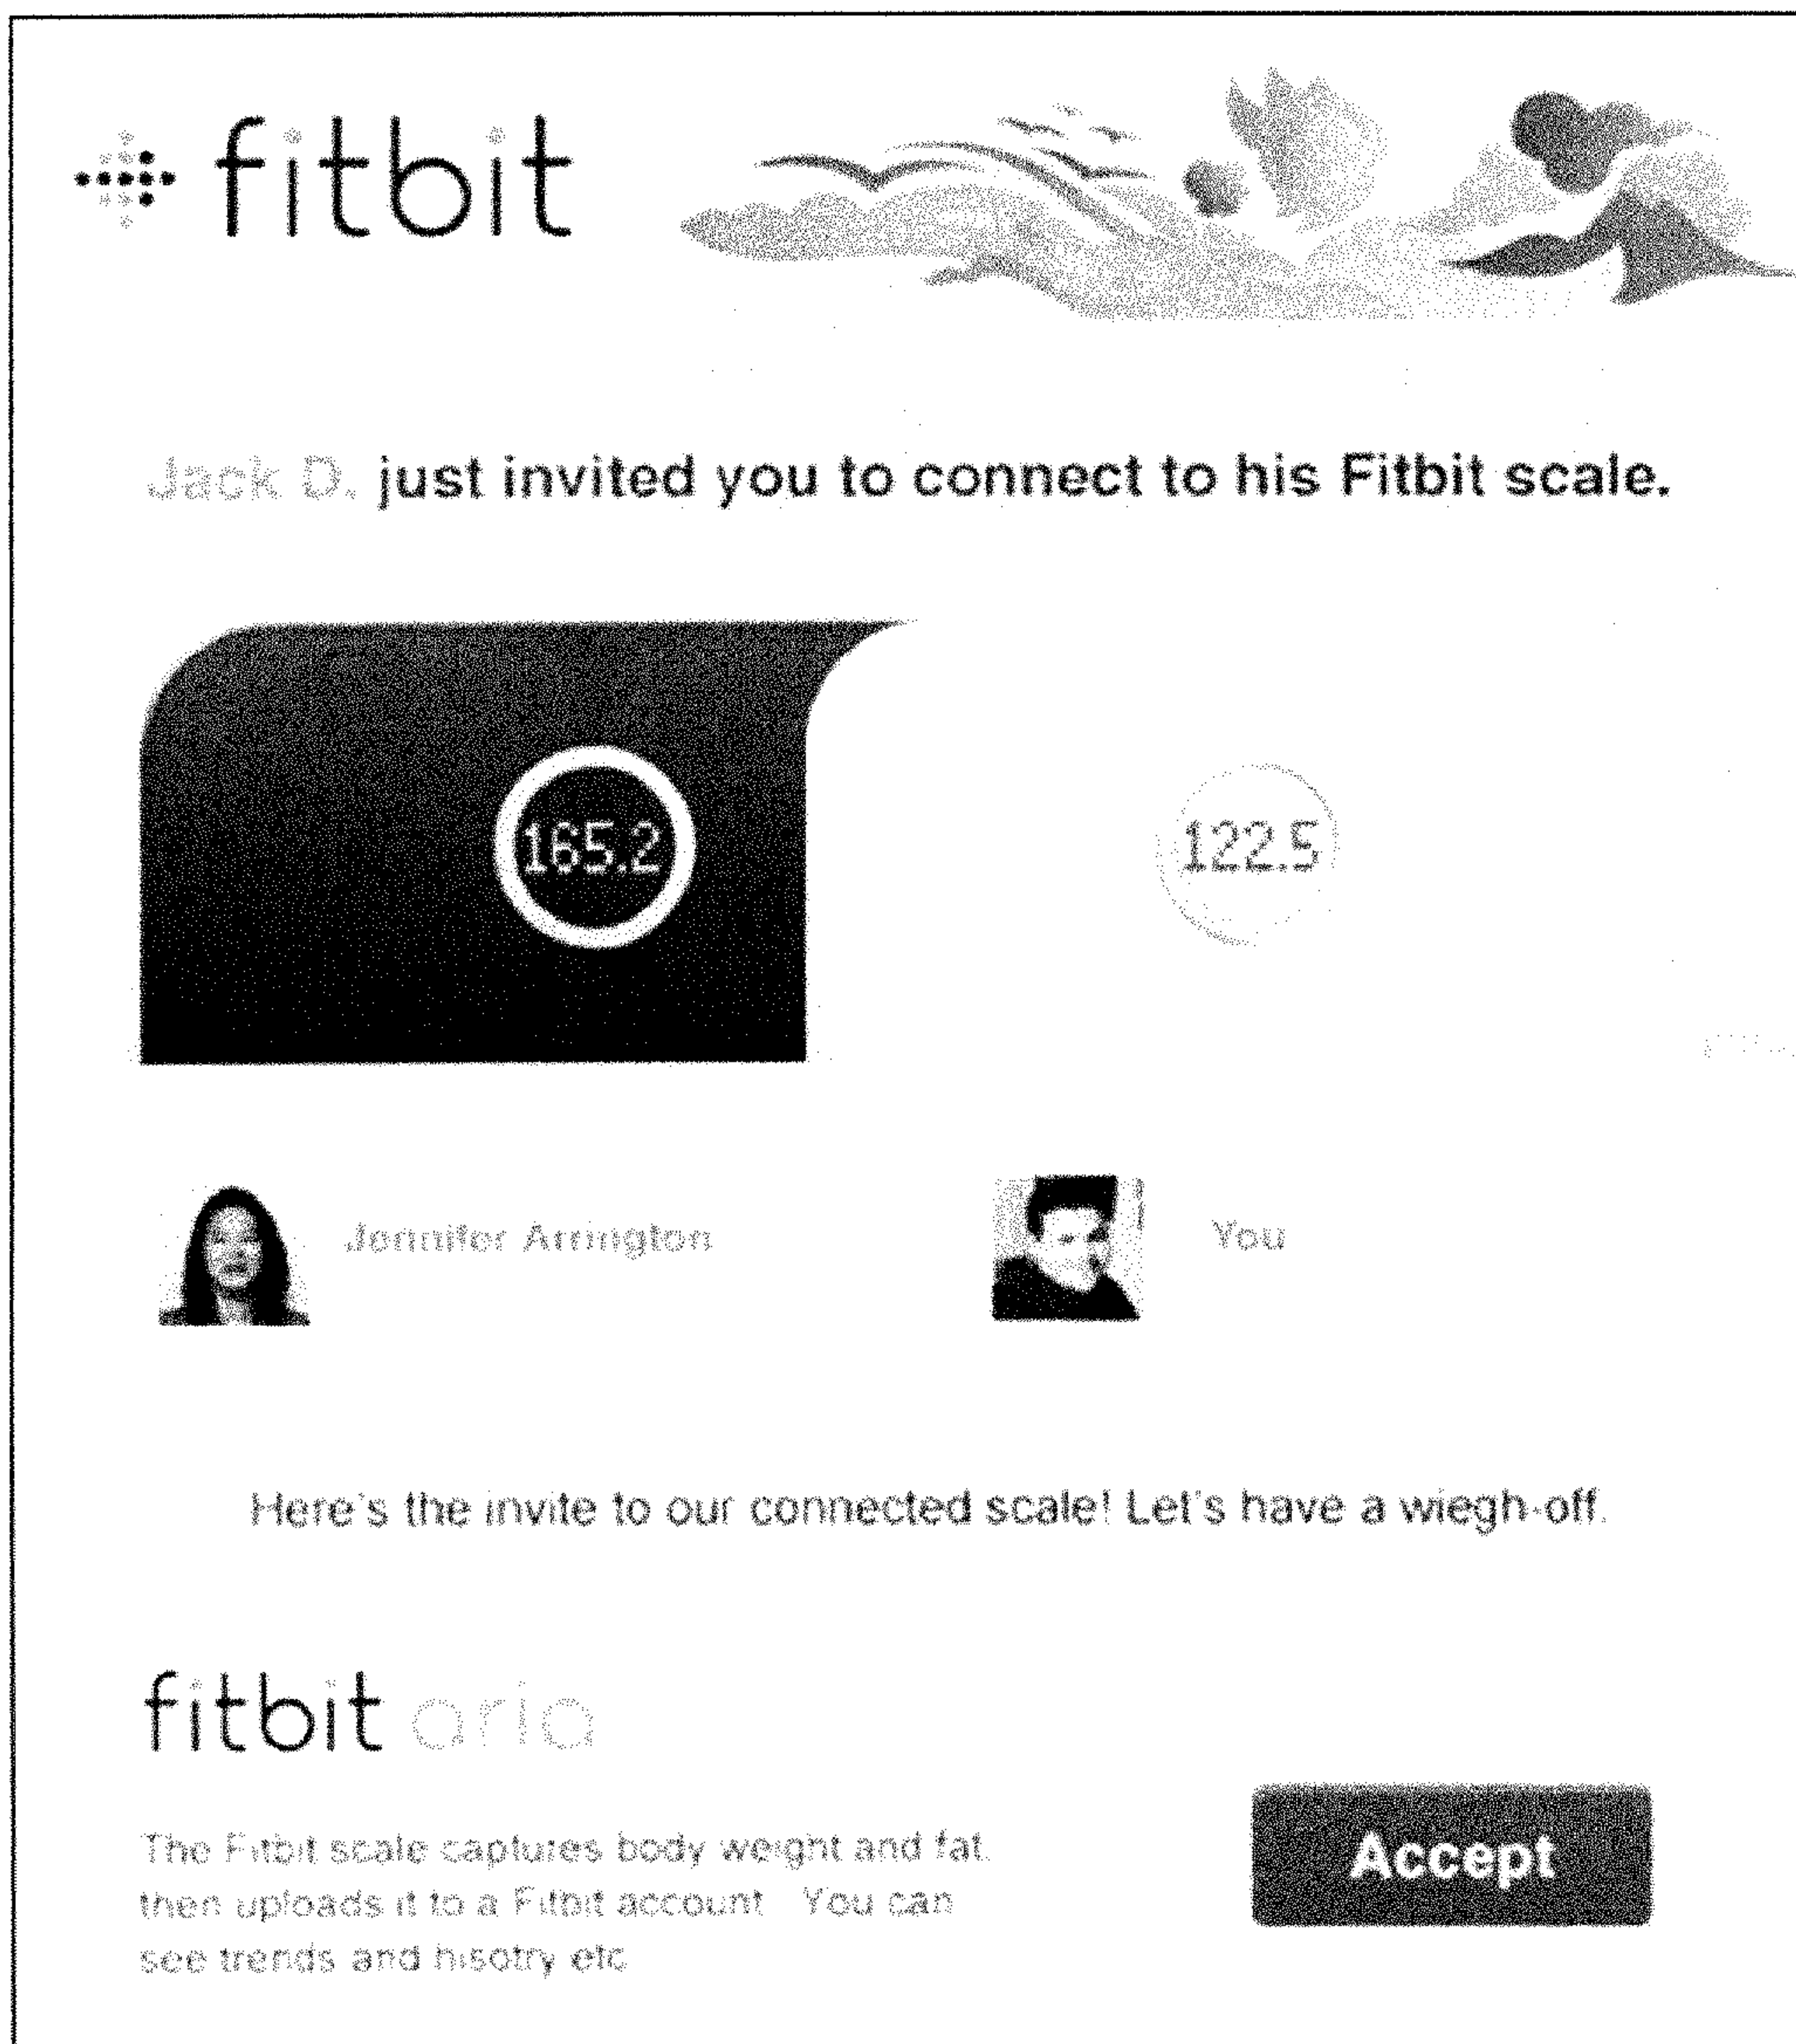 fitbit
Jack D. just invited you to connect to his Fitbit scale.
165.2
122.5
Jennifer Arrington
You
Here's the invite to our connected scale! Let's have a wiegh-off.
fitbit aria
The Fitbit scale captures body weight and fat.
then uploads it to a Fitbit account   You can
see trends and hisotry etc
Accept